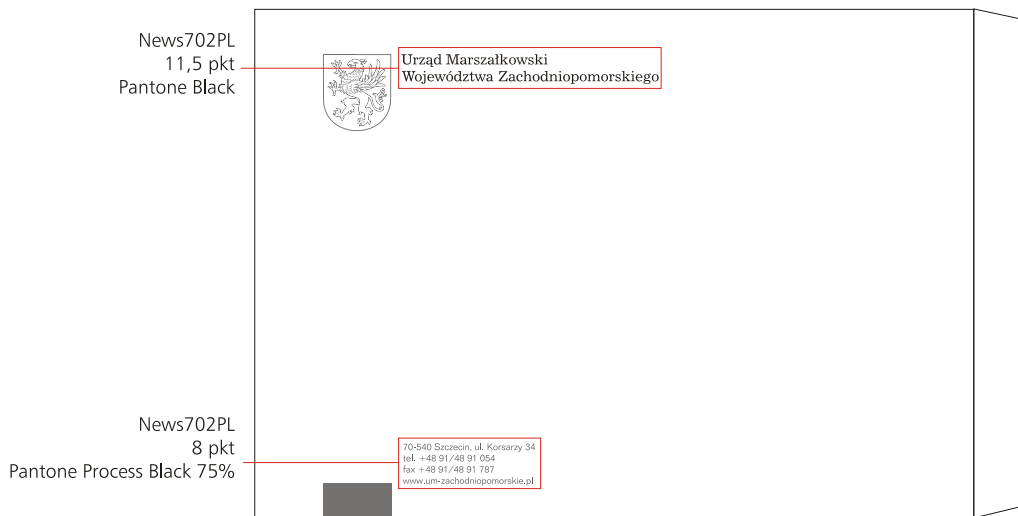 News702PL
11,5 pkt
Pantone Black
Urząd Marszałkowski
Województwa Zachodniopomorskiego
News702PL
8 pkt
Pantone Process Black 75%
70-540 Szczecin, ul. Korsarzy 34
tel. +48 91/48 91 054
fax +48 91/48 91 787
www.um-zachodniopomorskie.pl